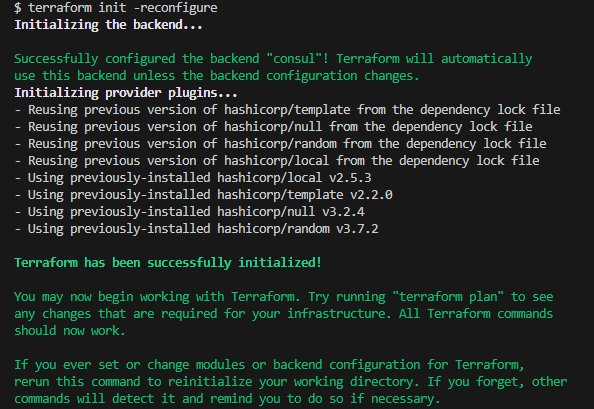 $ terraform init -reconfigure
Initializing the backend...
Successfully configured the backend "consul"! Terraform will automatically
use this backend unless the backend configuration changes.
Initializing provider plugins...
- Reusing previous version of hashicorp/template from the dependency lock file
- Reusing previous version of hashicorp/null from the dependency lock file
- Reusing previous version of hashicorp/random from the dependency lock file
- Reusing previous version of hashicorp/local from the dependency lock file
- Using previously-installed hashicorp/local v2.5.3
- Using previously-installed hashicorp/template v2.2.0
- Using previously-installed hashicorp/null v3.2.4
- Using previously-installed hashicorp/random v3.7.2
Terraform has been successfully initialized!
You may now begin working with Terraform. Try running "terraform plan" to see
any changes that are required for your infrastructure. All Terraform commands
should now work.
If you ever set or change modules or backend configuration for Terraform,
rerun this command to reinitialize your working directory. If you forget, other
commands will detect it and remind you to do so if necessary.